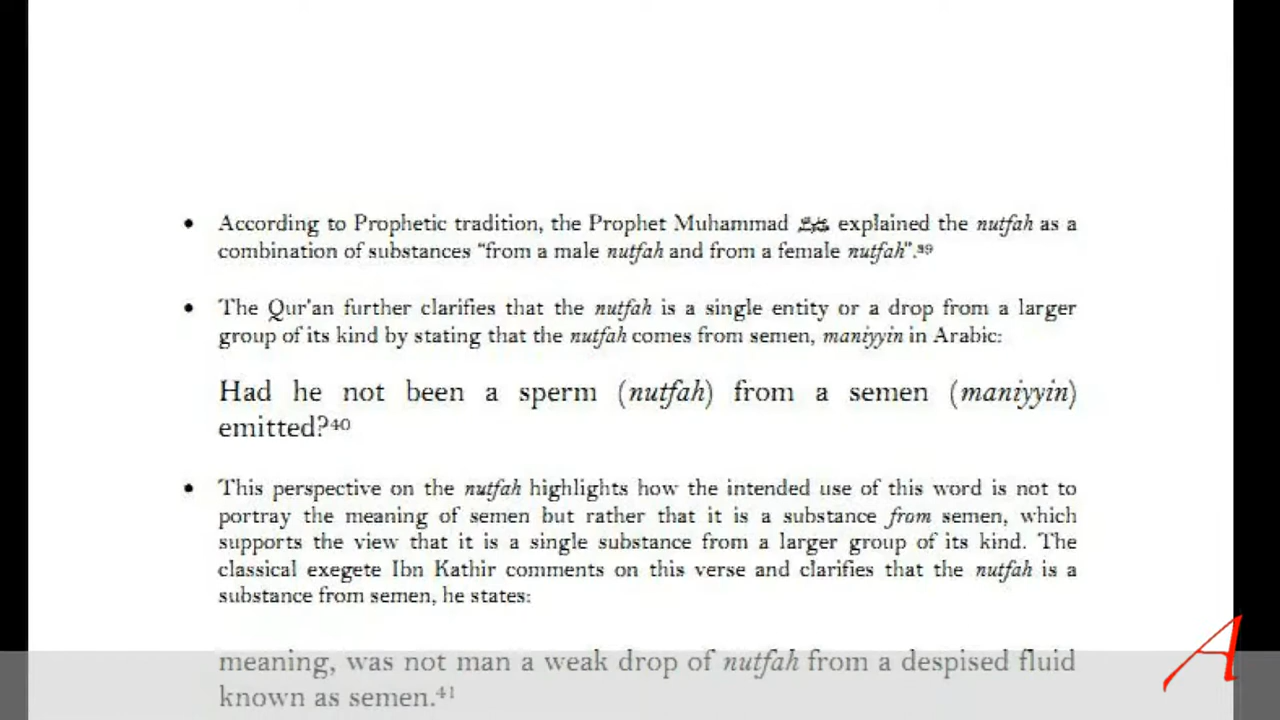 • According to Prophetic tradition, the Prophet Muhammad ﷺ explained the nutfah as a
combination of substances “from a male nutfah and from a female nutfah”.³⁹
• The Qur'an further clarifies that the nutfah is a single entity or a drop from a larger
group of its kind by stating that the nutfah comes from semen, maniyyin in Arabic:
Had he not been a sperm (nutfah) from a semen (maniyyin)
emitted?⁴⁰
• This perspective on the nutfah highlights how the intended use of this word is not to
portray the meaning of semen but rather that it is a substance from semen, which
supports the view that it is a single substance from a larger group of its kind. The
classical exegete Ibn Kathir comments on this verse and clarifies that the nutfah is a
substance from semen, he states:
meaning, was not man a weak drop of nutfah from a despised fluid
known as semen.⁴¹
A